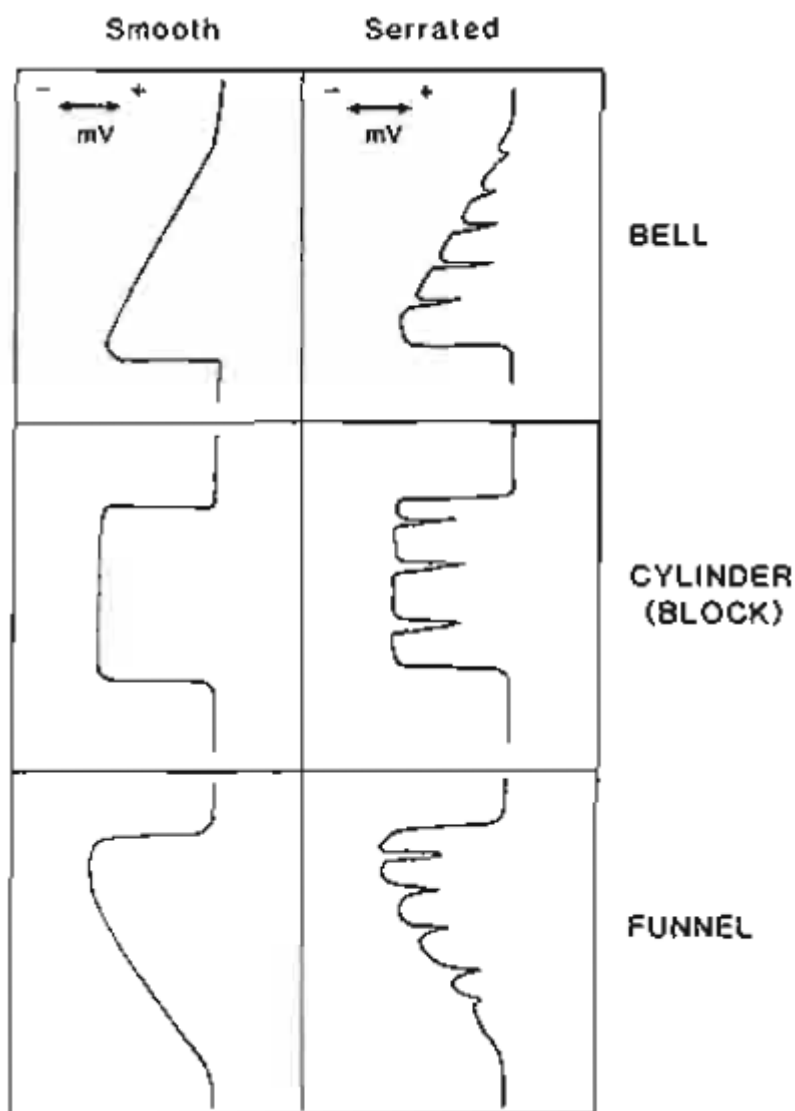 Smooth Serrated
- + - +
mV mV
BELL
CYLINDER
(BLOCK)
FUNNEL